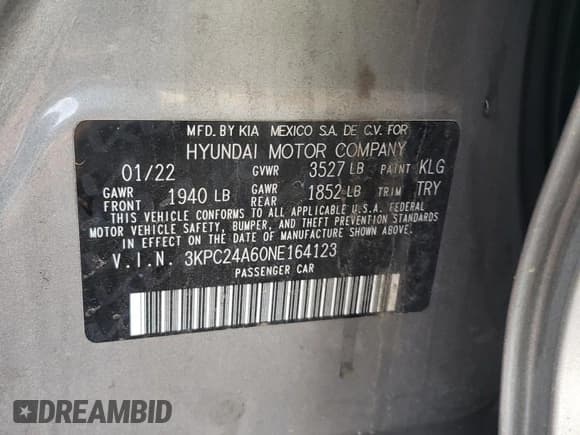 MFD. BY KIA MEXICO S.A. DE C.V. FOR
HYUNDAI MOTOR COMPANY
01/22 GVWR 3527 LB PAINT KLG
GAWR FRONT 1940 LB GAWR REAR 1852 LB TRIM TRY
THIS VEHICLE CONFORMS TO ALL APPLICABLE U.S.A. FEDERAL
MOTOR VEHICLE SAFETY, BUMPER, AND THEFT PREVENTION STANDARDS
IN EFFECT ON THE DATE OF MANUFACTURE SHOWN ABOVE.
V.I.N. 3KPC24A60NE164123
PASSENGER CAR
DREAMBID